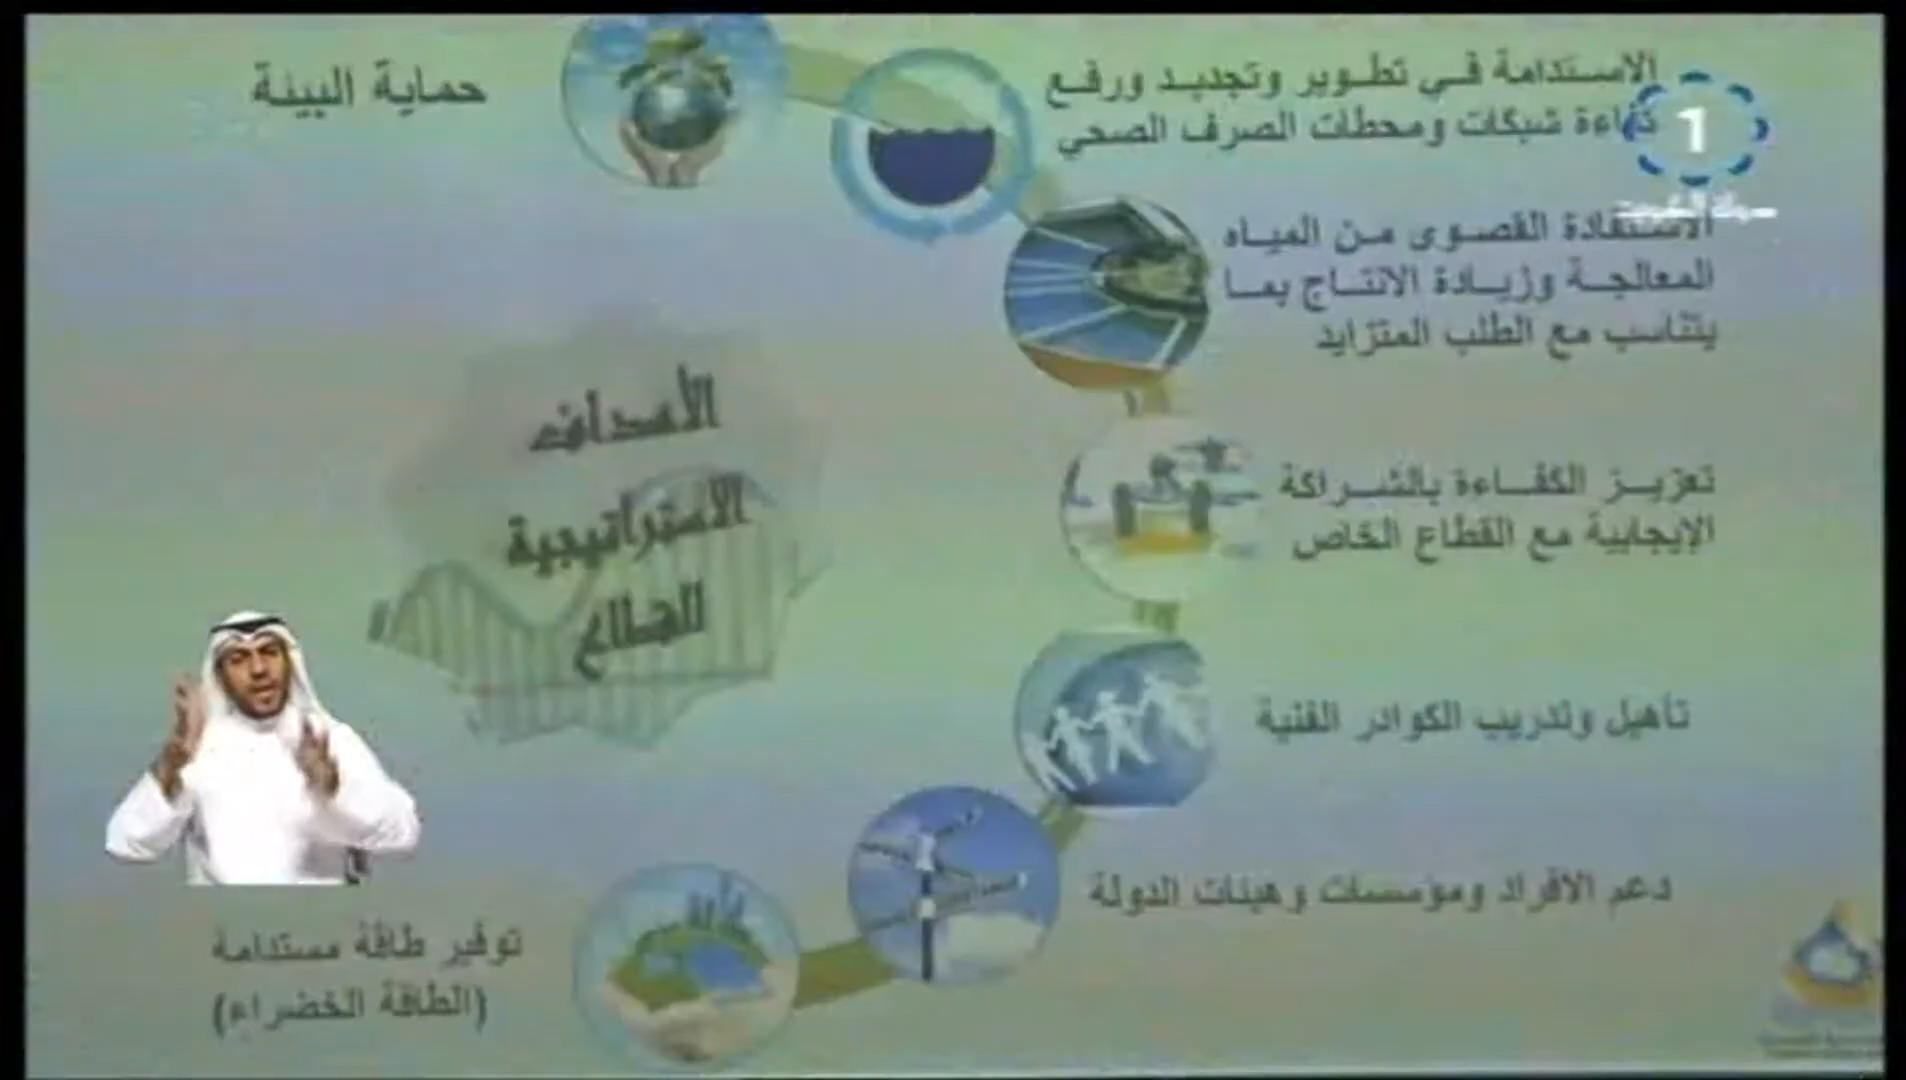 حماية البيئة
الاستدامة في تطوير وتجديد ورفع
كفاءة شبكات ومحطات الصرف الصحي
1
الاستفادة القصوى من المياه
المعالجة وزيادة الانتاج بما
يتناسب مع الطلب المتزايد
الأهداف
الاستراتيجية
للقطاع
تعزيز الكفاءة بالشراكة
الإيجابية مع القطاع الخاص
تأهيل وتدريب الكوادر الفنية
دعم الافراد ومؤسسات وهيئات الدولة
توفير طاقة مستدامة
(الطاقة الخضراء)